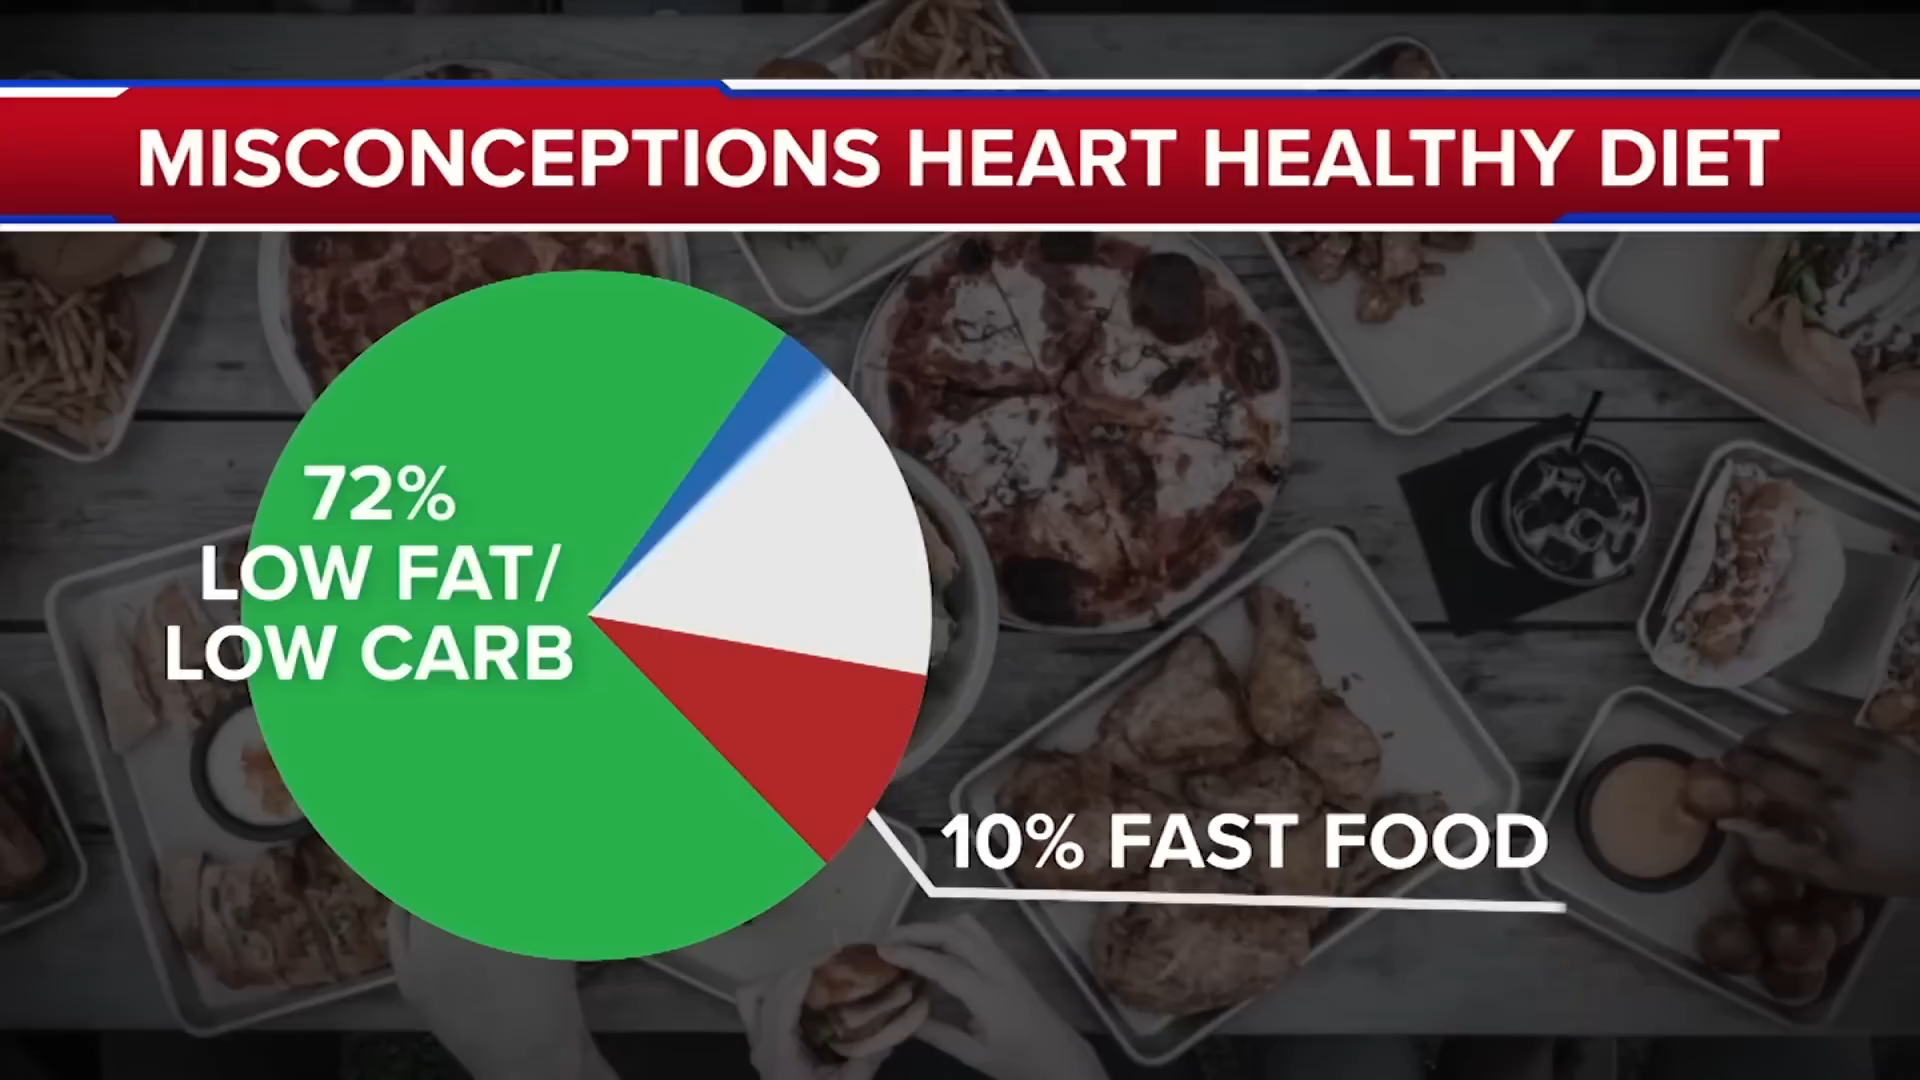 MISCONCEPTIONS HEART HEALTHY DIET
72%
LOW FAT/
LOW CARB
10% FAST FOOD